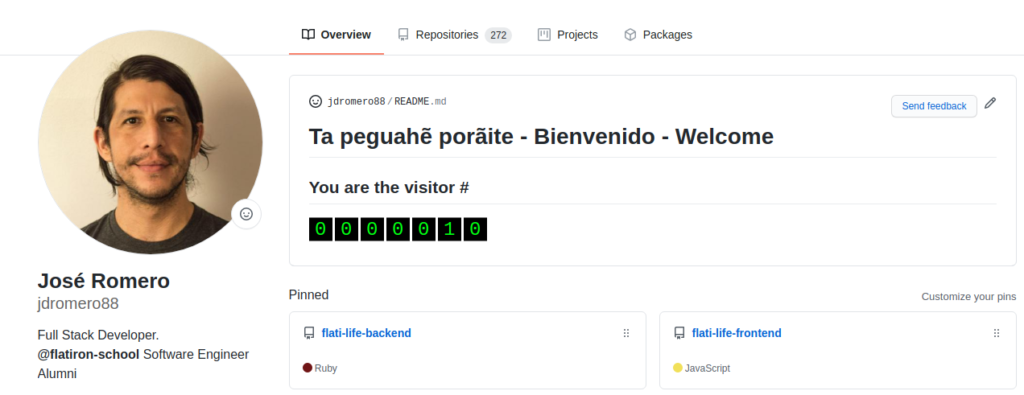 Overview
Repositories 272
Projects
Packages
jdromero88/README.md
Send feedback
Ta peguahẽ porãite - Bienvenido - Welcome
You are the visitor #
0 0 0 0 0 1 0
José Romero
jdromero88
Full Stack Developer.
@flatiron-school Software Engineer
Alumni
Pinned
Customize your pins
flati-life-backend
Ruby
flati-life-frontend
JavaScript